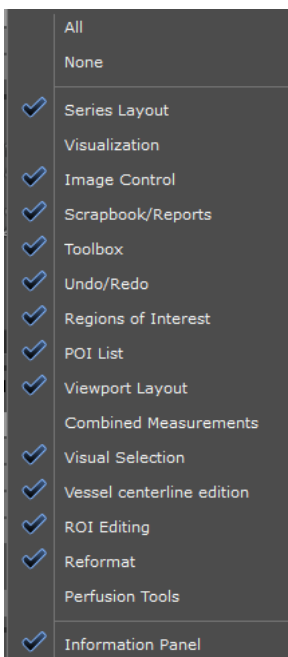 All
None
Series Layout
Visualization
Image Control
Scrapbook/Reports
Toolbox
Undo/Redo
Regions of Interest
POI List
Viewport Layout
Combined Measurements
Visual Selection
Vessel centerline edition
ROI Editing
Reformat
Perfusion Tools
Information Panel